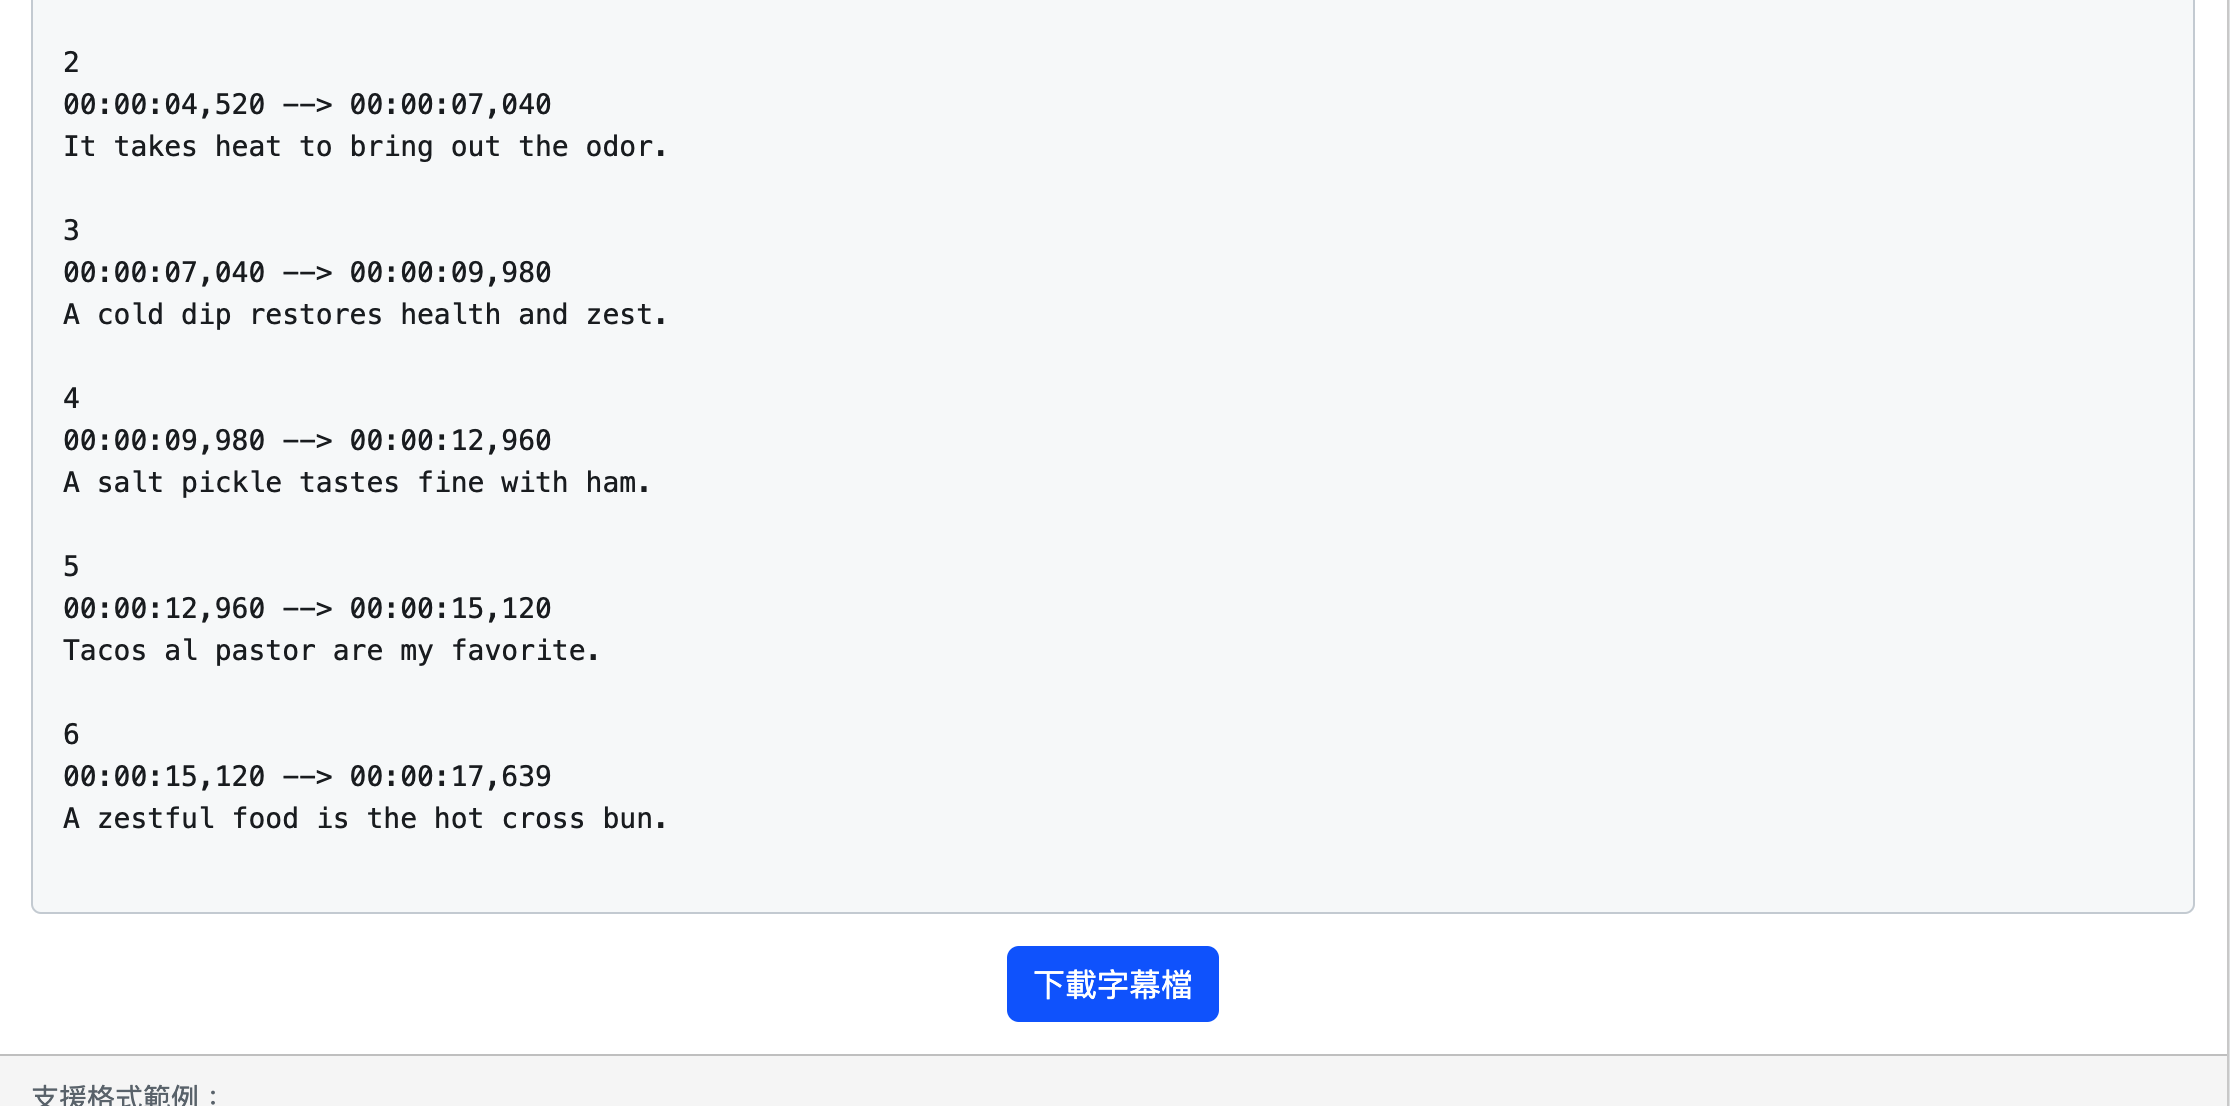 2
00:00:04,520 --> 00:00:07,040
It takes heat to bring out the odor.
3
00:00:07,040 --> 00:00:09,980
A cold dip restores health and zest.
4
00:00:09,980 --> 00:00:12,960
A salt pickle tastes fine with ham.
5
00:00:12,960 --> 00:00:15,120
Tacos al pastor are my favorite.
6
00:00:15,120 --> 00:00:17,639
A zestful food is the hot cross bun.
下載字幕檔
支援格式範例：